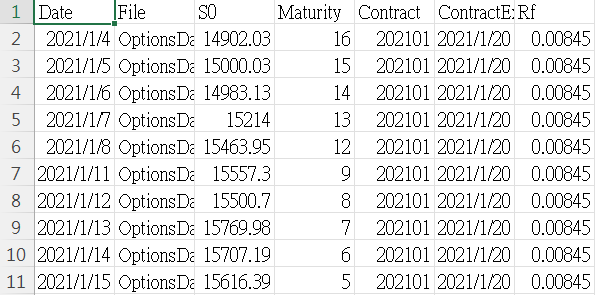 1 Date File S0 Maturity Contract ContractEx Rf
2 2021/1/4 OptionsDa 14902.03 16 202101 2021/1/20 0.00845
3 2021/1/5 OptionsDa 15000.03 15 202101 2021/1/20 0.00845
4 2021/1/6 OptionsDa 14983.13 14 202101 2021/1/20 0.00845
5 2021/1/7 OptionsDa 15214 13 202101 2021/1/20 0.00845
6 2021/1/8 OptionsDa 15463.95 12 202101 2021/1/20 0.00845
7 2021/1/11 OptionsDa 15557.3 9 202101 2021/1/20 0.00845
8 2021/1/12 OptionsDa 15500.7 8 202101 2021/1/20 0.00845
9 2021/1/13 OptionsDa 15769.98 7 202101 2021/1/20 0.00845
10 2021/1/14 OptionsDa 15707.19 6 202101 2021/1/20 0.00845
11 2021/1/15 OptionsDa 15616.39 5 202101 2021/1/20 0.00845